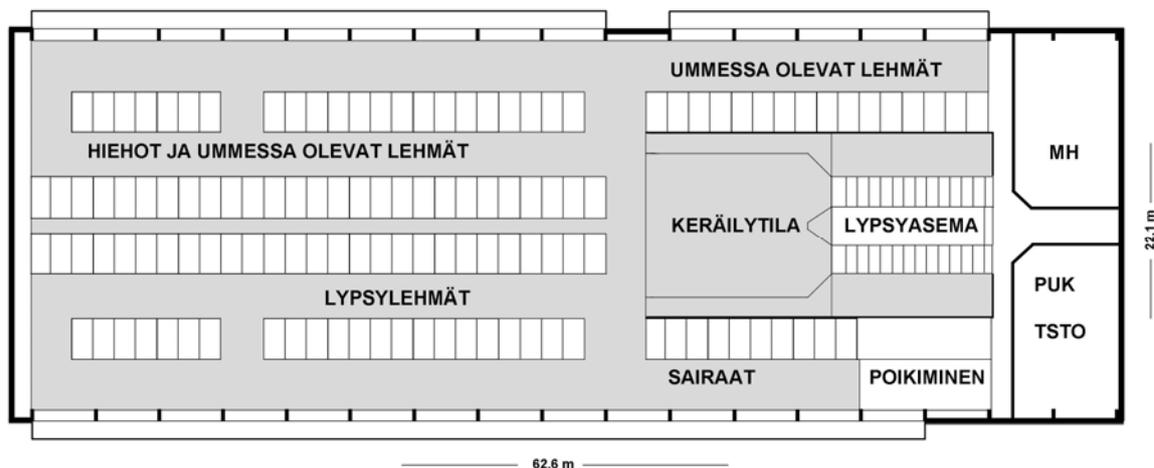 UMMESSA OLEVAT LEHMÄT
HIEHOT JA UMMESSA OLEVAT LEHMÄT
MH
KERÄILYTILA
LYPSYASEMA
22.1 m
LYPSYLEHMÄT
PUK
TSTO
SAIRAAT
POIKIMINEN
62.6 m